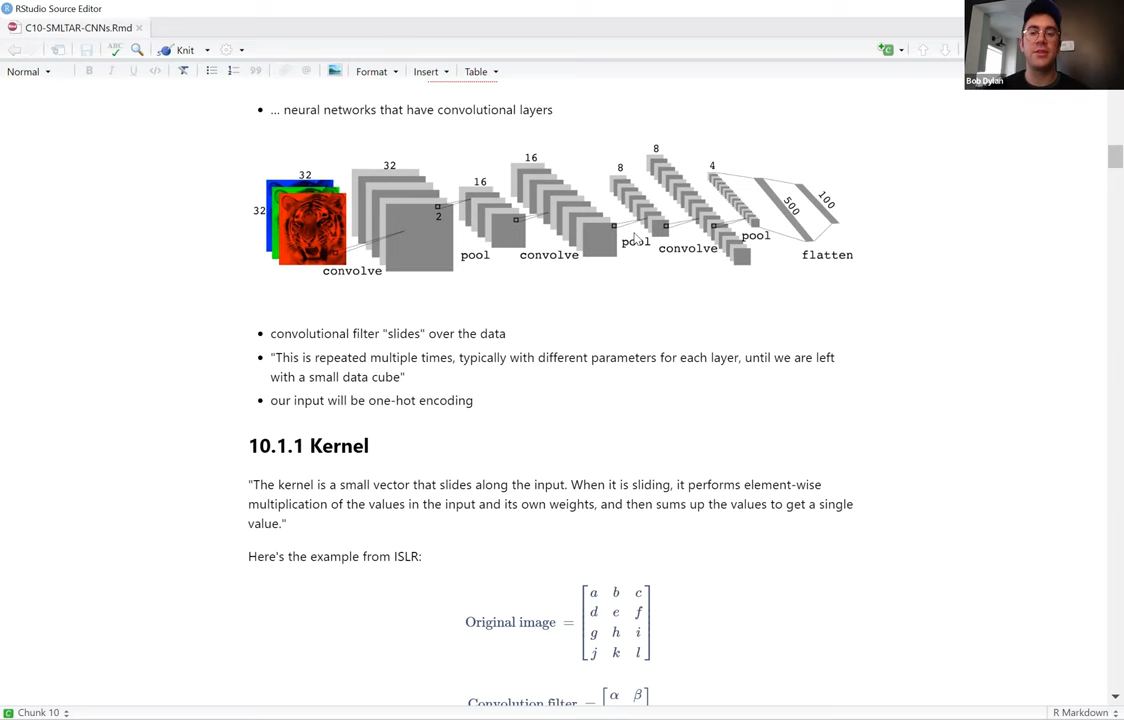 RStudio Source Editor
C10-SMLTAR-CNNs.Rmd
ABC
Knit
Normal
B I U
Format
Insert
Table
Bob Dylan
... neural networks that have convolutional layers
32
32
32
2
16
16
8
8
4
500
100
convolve
pool
convolve
pool
convolve
pool
flatten
convolutional filter "slides" over the data
"This is repeated multiple times, typically with different parameters for each layer, until we are left
with a small data cube"
our input will be one-hot encoding
10.1.1 Kernel
"The kernel is a small vector that slides along the input. When it is sliding, it performs element-wise
multiplication of the values in the input and its own weights, and then sums up the values to get a single
value."
Here's the example from ISLR:
a b c
d e f
Original image =
g h i
j k l
Convolution filter = α β
Chunk 10
R Markdown